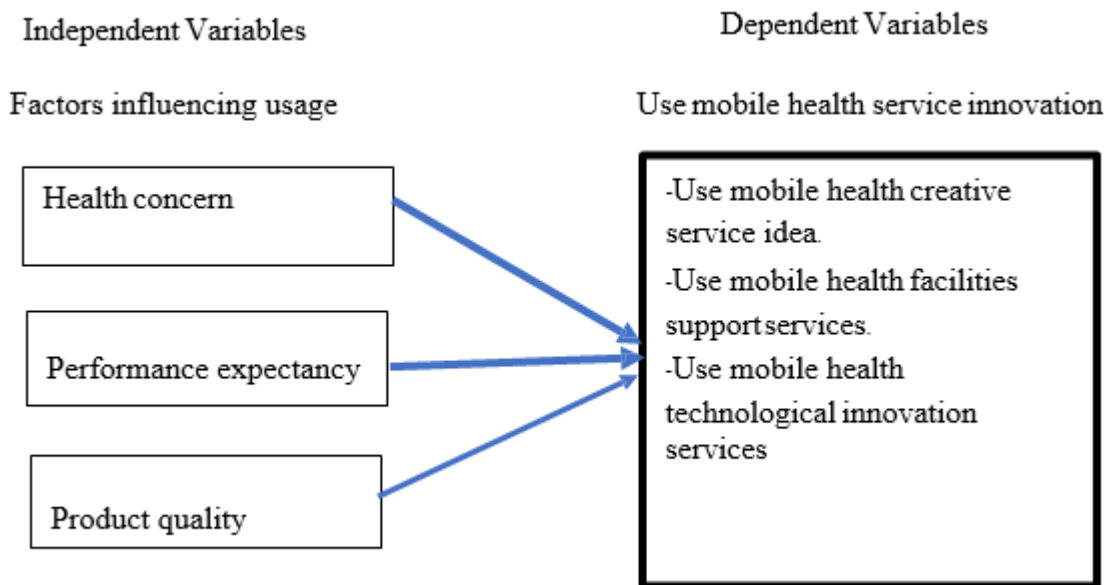 Independent Variables
Dependent Variables
Factors influencing usage
Use mobile health service innovation
Health concern
Performance expectancy
Product quality
-Use mobile health creative
service idea.
-Use mobile health facilities
support services.
-Use mobile health
technological innovation
services